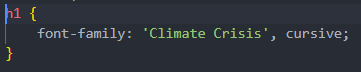 h1 {
    font-family: 'Climate Crisis', cursive;
}